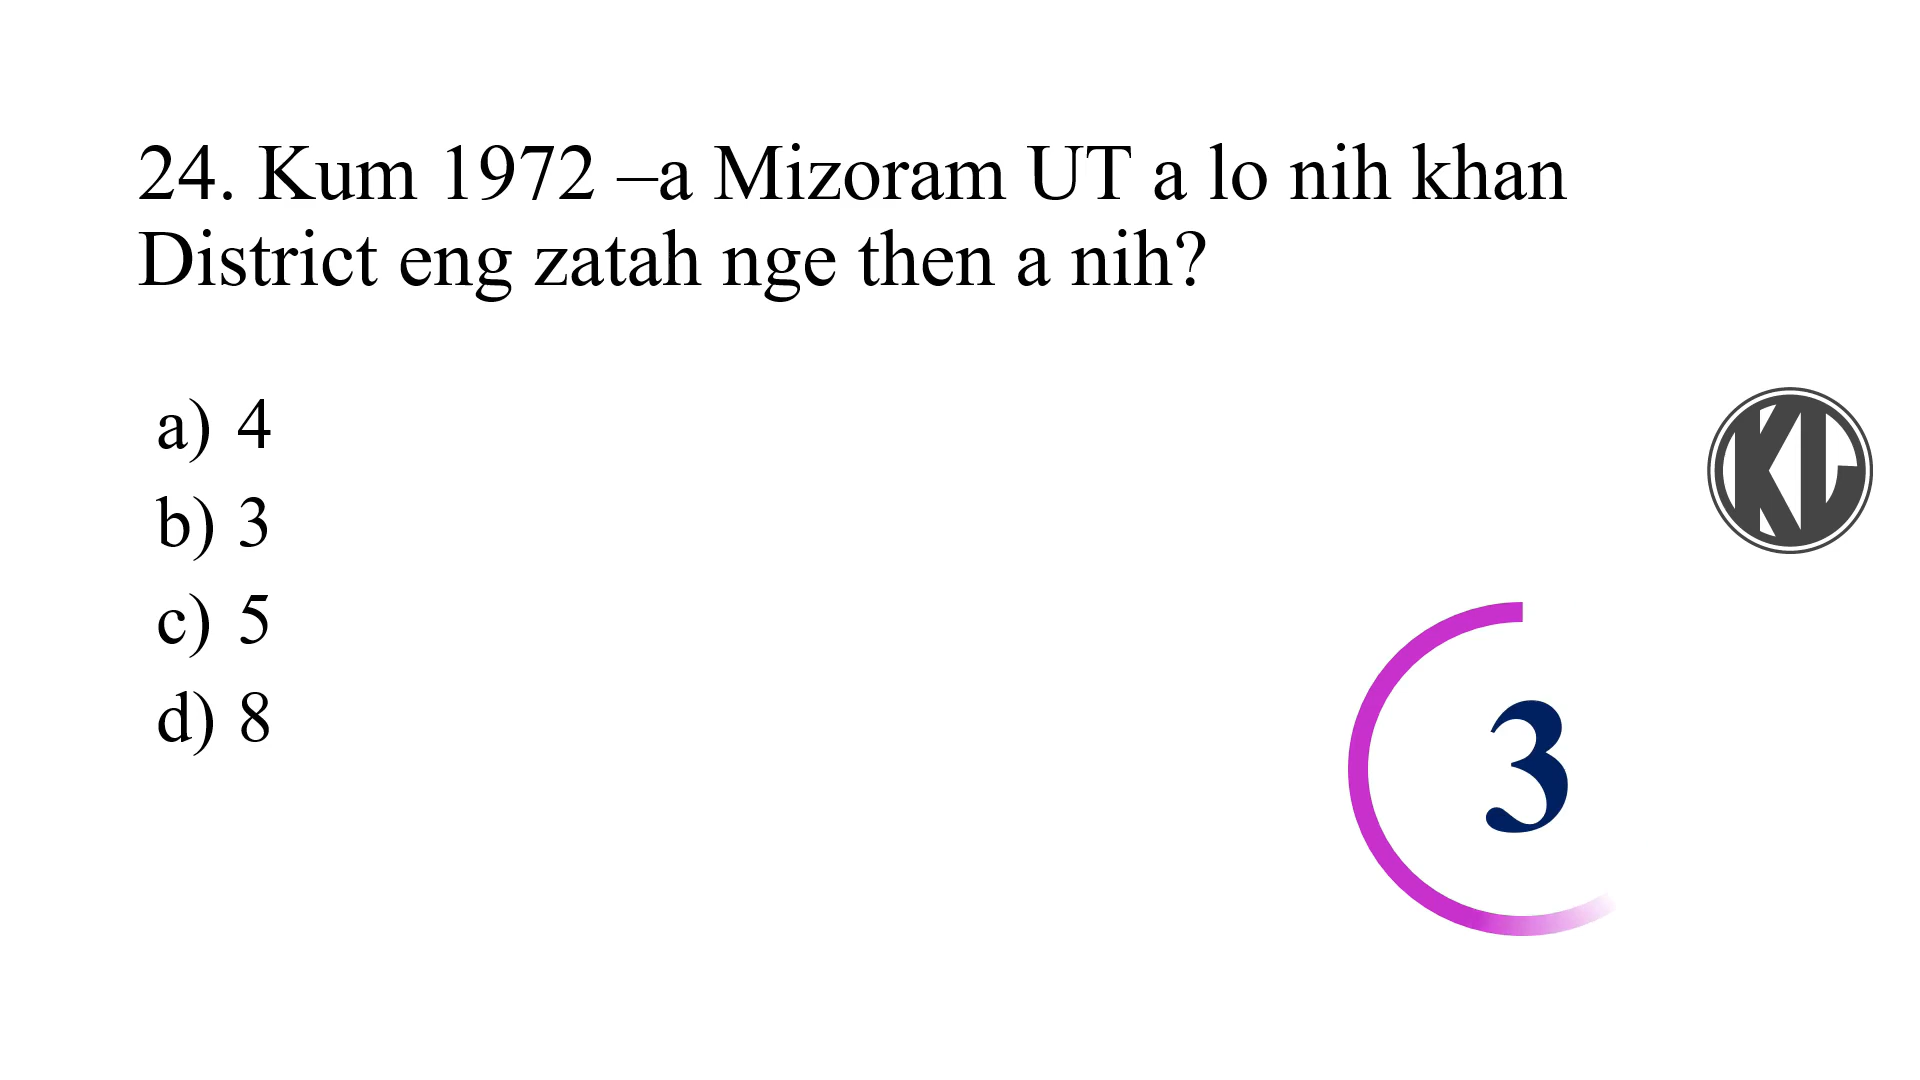 24. Kum 1972 –a Mizoram UT a lo nih khan
District eng zatah nge then a nih?
a) 4
b) 3
c) 5
d) 8
KL
3